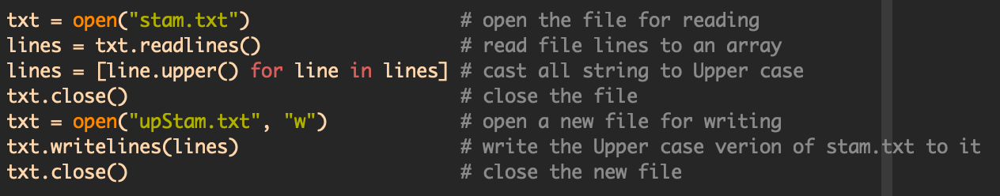 txt = open("stam.txt") # open the file for reading
lines = txt.readlines() # read file lines to an array
lines = [line.upper() for line in lines] # cast all string to Upper case
txt.close() # close the file
txt = open("upStam.txt", "w") # open a new file for writing
txt.writelines(lines) # write the Upper case verion of stam.txt to it
txt.close() # close the new file